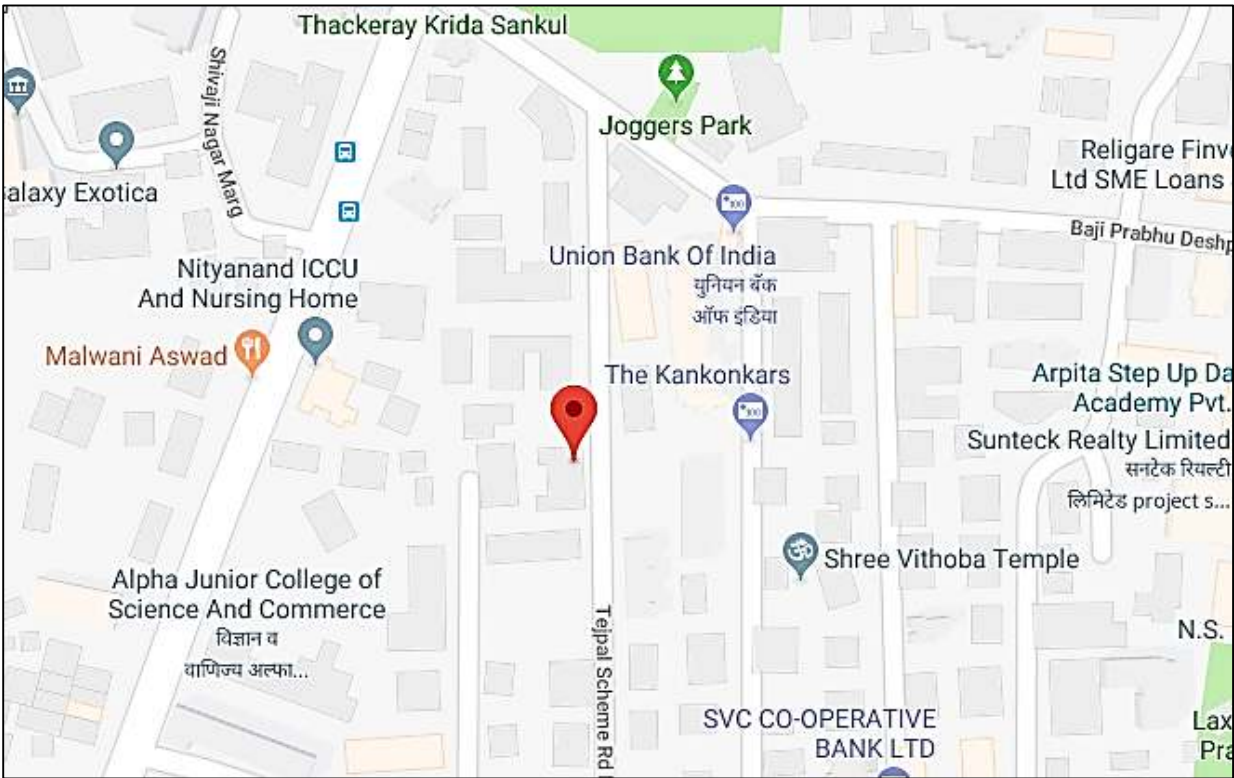 Thackeray Krida Sankul
Shivaji Nagar Marg
Joggers Park
Religare Finv
Ltd SME Loans
alaxy Exotica
Baji Prabhu Deshp
Union Bank Of India
युनियन बँक
ऑफ इंडिया
Nityanand ICCU
And Nursing Home
Malwani Aswad
The Kankonkars
Arpita Step Up Da
Academy Pvt.
Sunteck Realty Limited
सनटेक रियल्टी
लिमिटेड project s...
Shree Vithoba Temple
Alpha Junior College of
Science And Commerce
विज्ञान व
वाणिज्य अल्फा...
Tejpal Scheme Rd
N.S.
SVC CO-OPERATIVE
BANK LTD
Lax
Pra